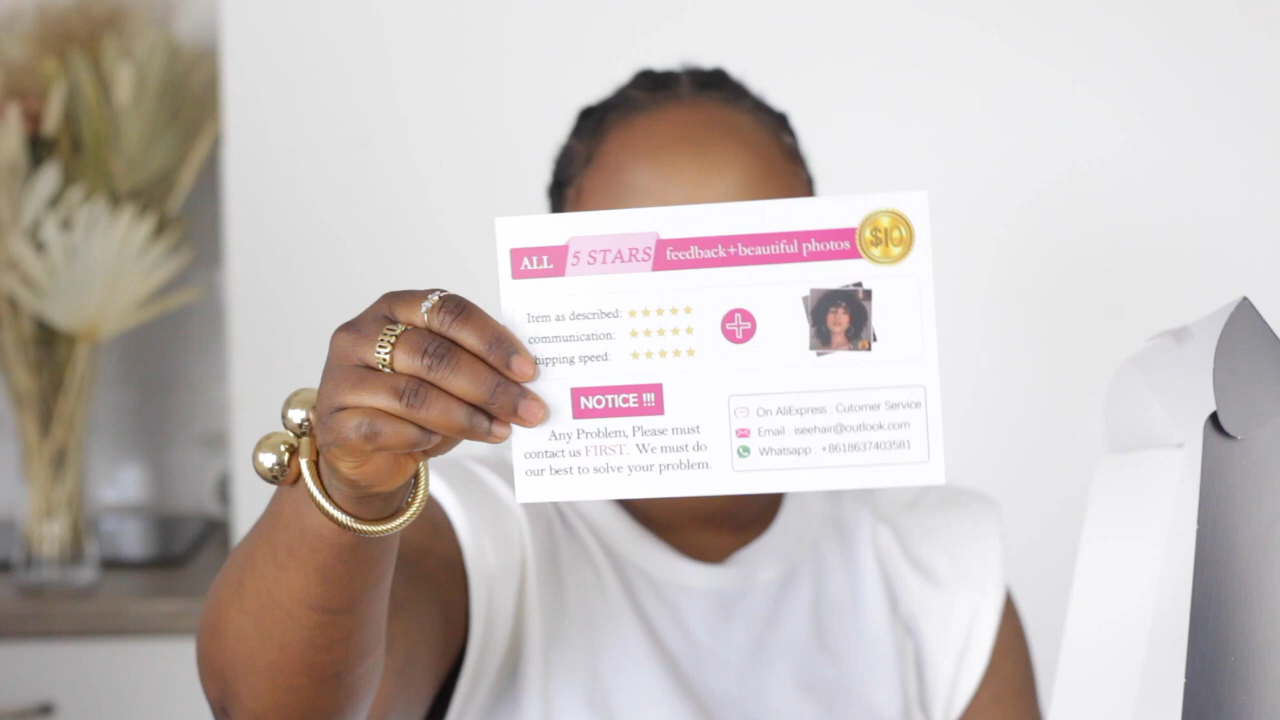 ALL 5 STARS feedback+beautiful photos $10
Item as described:
communication:
hipping speed:
NOTICE !!!
Any Problem, Please must
contact us FIRST. We must do
our best to solve your problem.
On AliExpress : Cutomer Service
Email : iseehair@outlook.com
Whatsapp : +8618637403581